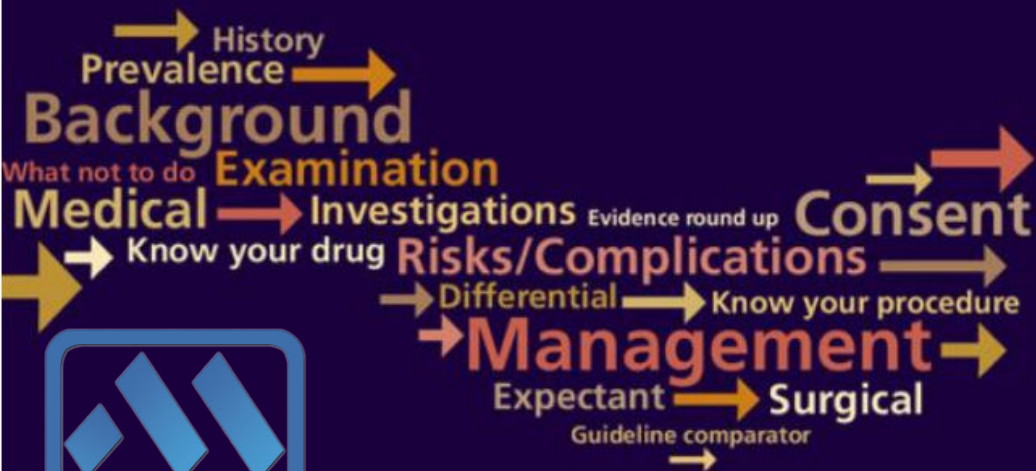 History
Prevalence
Background
What not to do Examination
Medical Investigations Evidence round up Consent
Know your drug Risks/Complications
Differential Know your procedure
Management
Expectant Surgical
Guideline comparator